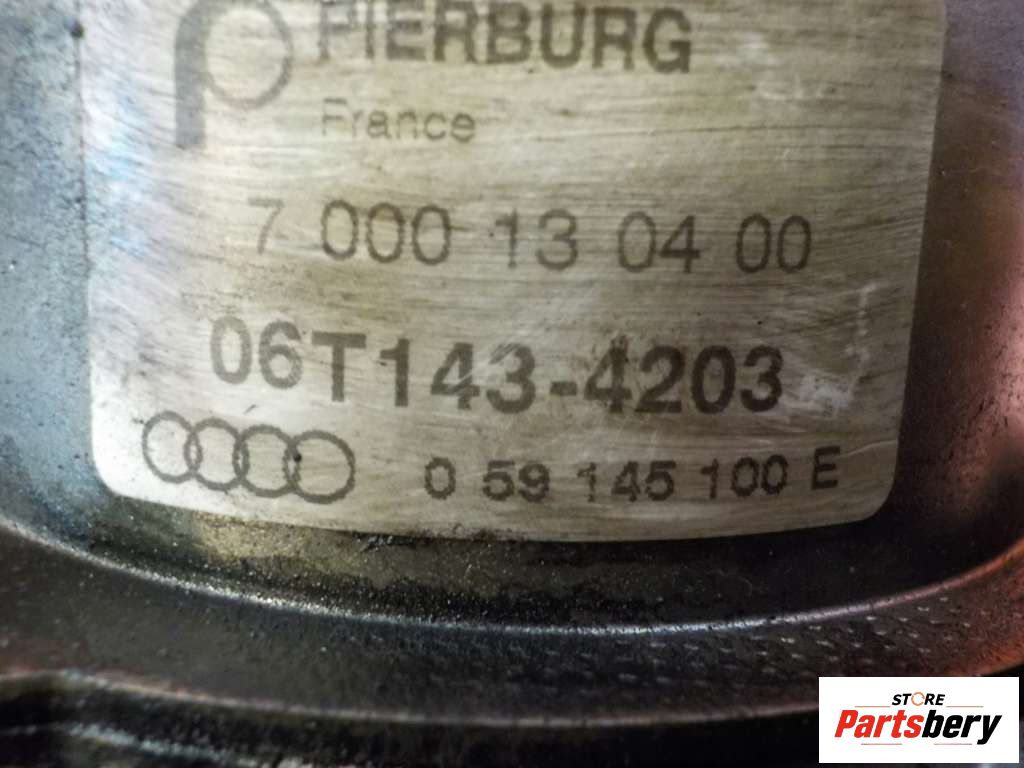 PIERBURG
France
7 000 13 04 00
06T143-4203
0 59 145 100 E
STORE
Partsbery